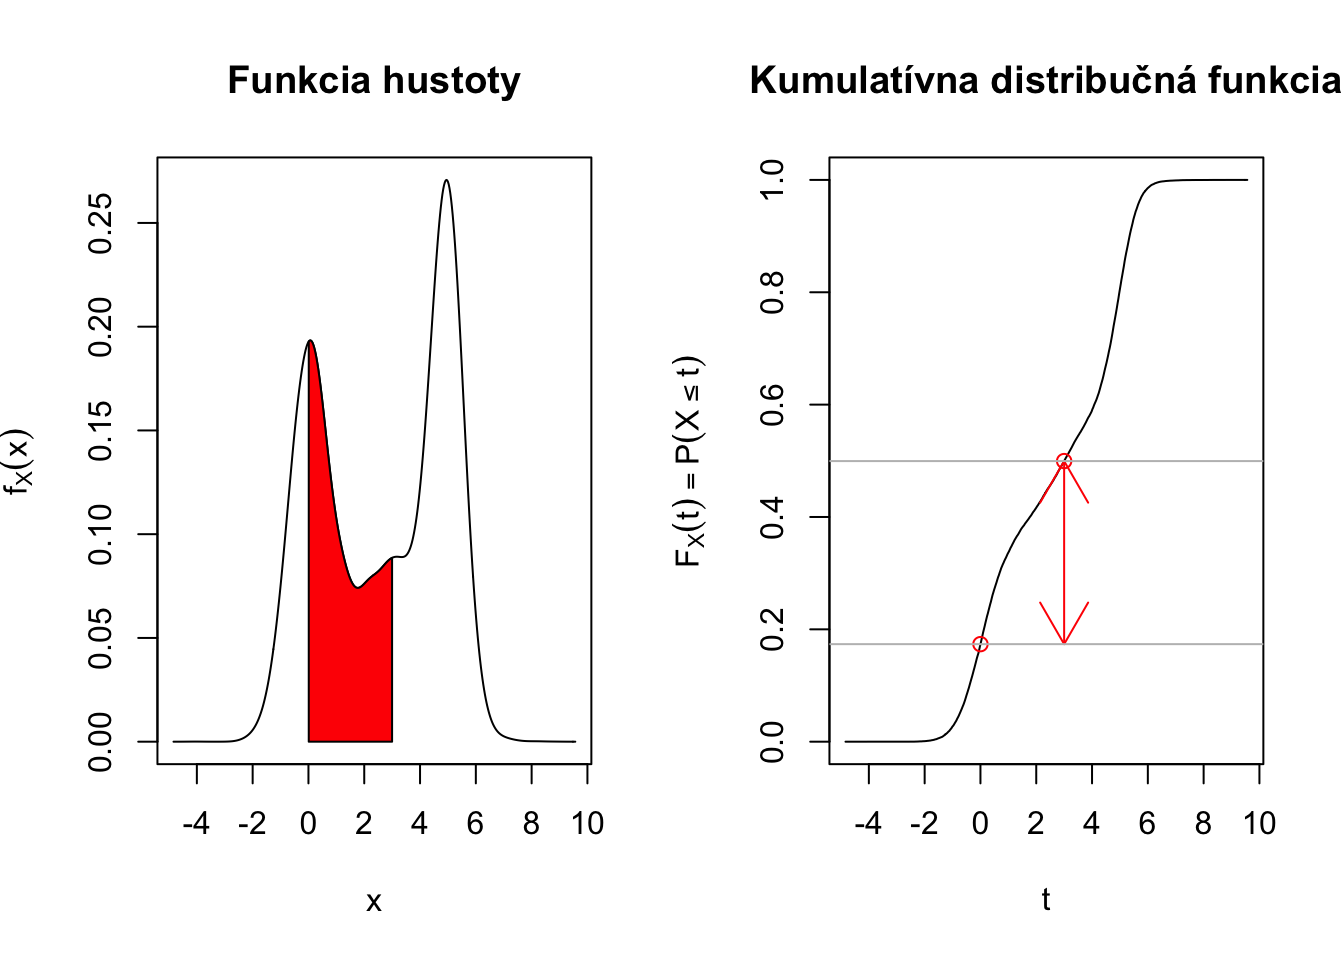 Funkcia hustoty
fX(x)
0.00 0.05 0.10 0.15 0.20 0.25
-4 -2 0 2 4 6 8 10
x
Kumulatívna distribučná funkcia
FX(t) = P(X ≤ t)
0.0 0.2 0.4 0.6 0.8 1.0
-4 -2 0 2 4 6 8 10
t